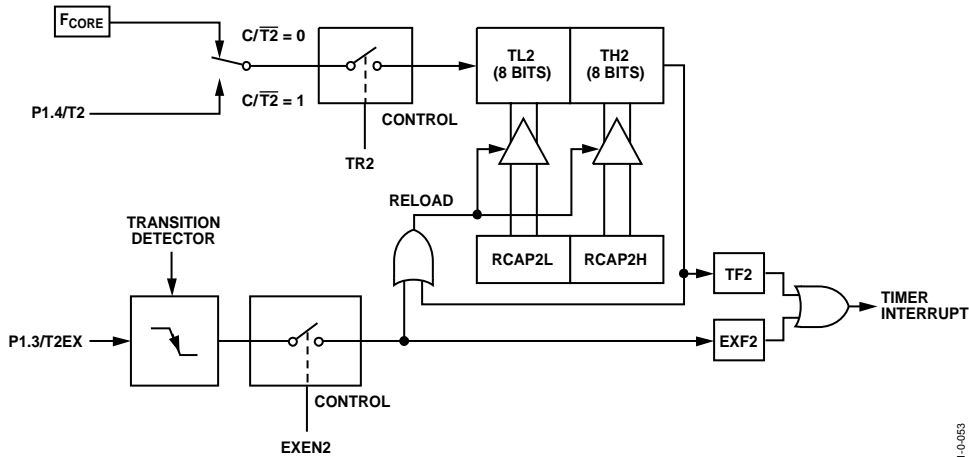 FCORE
C/T2̅ = 0
C/T2̅ = 1
P1.4/T2
CONTROL
TR2
TL2
(8 BITS)
TH2
(8 BITS)
RELOAD
RCAP2L
RCAP2H
TRANSITION
DETECTOR
P1.3/T2EX
CONTROL
EXEN2
TF2
EXF2
TIMER
INTERRUPT